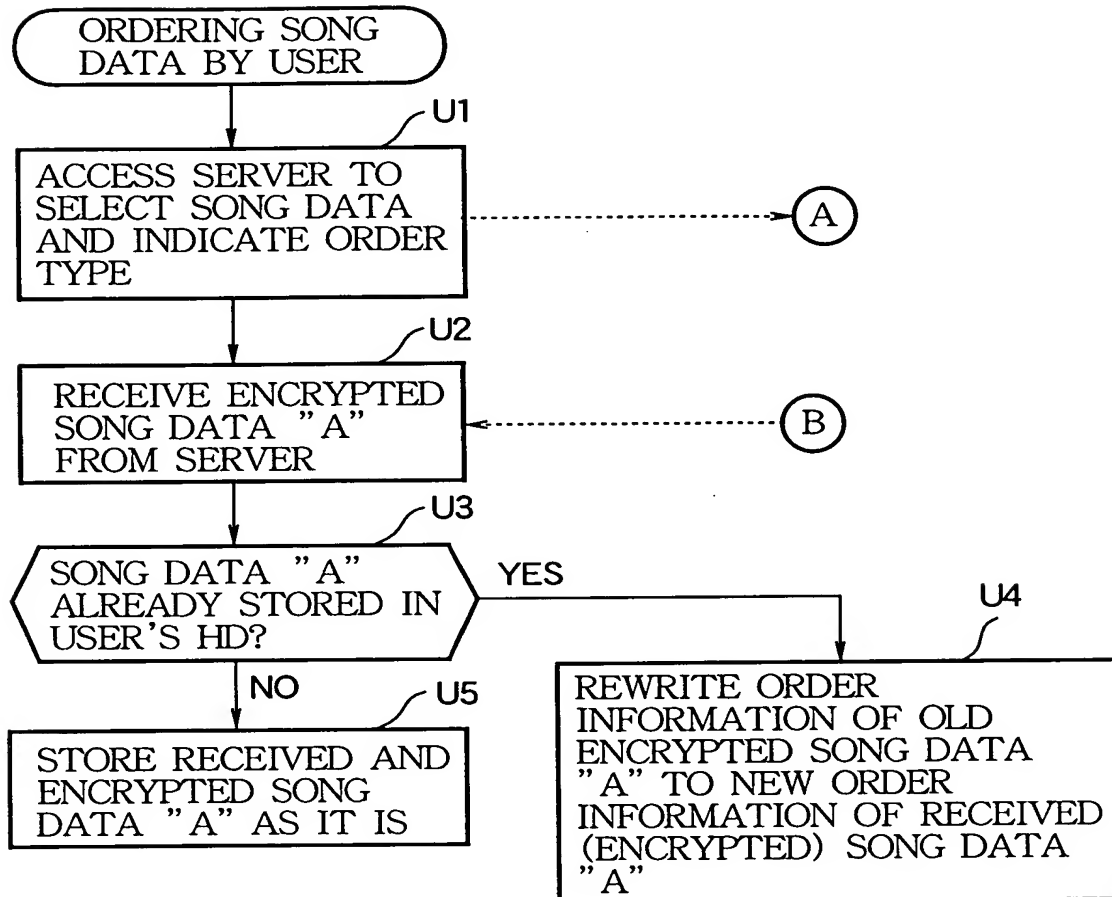 ORDERING SONG
DATA BY USER
U1
ACCESS SERVER TO
SELECT SONG DATA
AND INDICATE ORDER
TYPE
A
U2
RECEIVE ENCRYPTED
SONG DATA "A"
FROM SERVER
B
U3
SONG DATA "A"
ALREADY STORED IN
USER'S HD?
YES
NO
U4
REWRITE ORDER
INFORMATION OF OLD
ENCRYPTED SONG DATA
"A" TO NEW ORDER
INFORMATION OF RECEIVED
(ENCRYPTED) SONG DATA
"A"
U5
STORE RECEIVED AND
ENCRYPTED SONG
DATA "A" AS IT IS